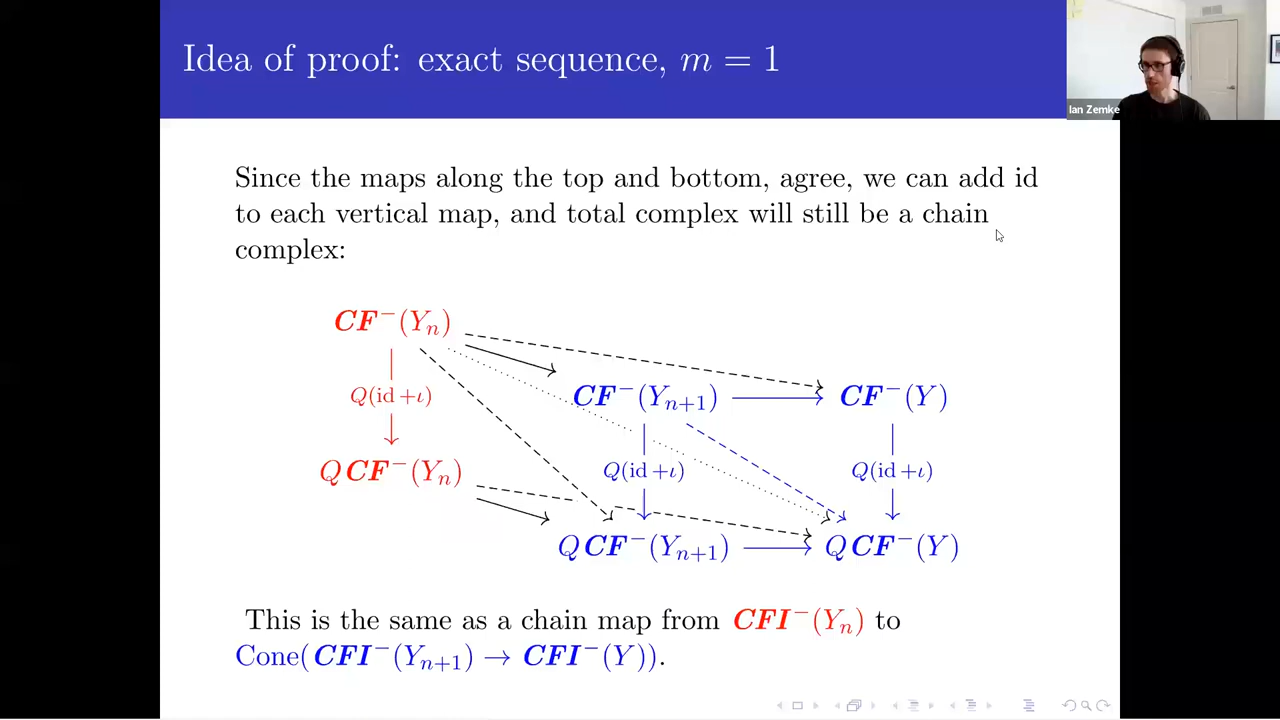 Idea of proof: exact sequence, m = 1
Ian Zemke
Since the maps along the top and bottom, agree, we can add id
to each vertical map, and total complex will still be a chain
complex:
CF⁻(Yₙ)
Q(id +ι)
CF⁻(Yₙ₊₁)
CF⁻(Y)
Q CF⁻(Yₙ)
Q(id +ι)
Q(id +ι)
Q CF⁻(Yₙ₊₁)
Q CF⁻(Y)
This is the same as a chain map from CFI⁻(Yₙ) to
Cone(CFI⁻(Yₙ₊₁) → CFI⁻(Y)).